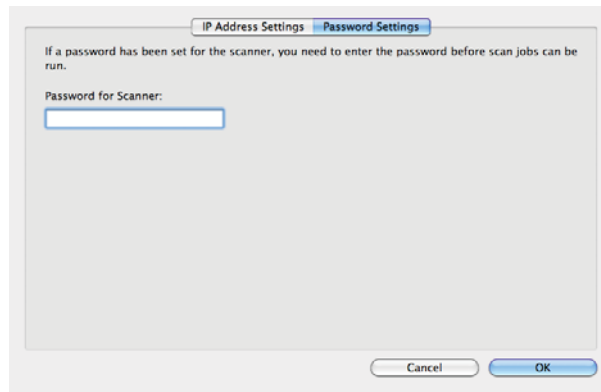 IP Address Settings Password Settings
If a password has been set for the scanner, you need to enter the password before scan jobs can be
run.
Password for Scanner:
Cancel OK